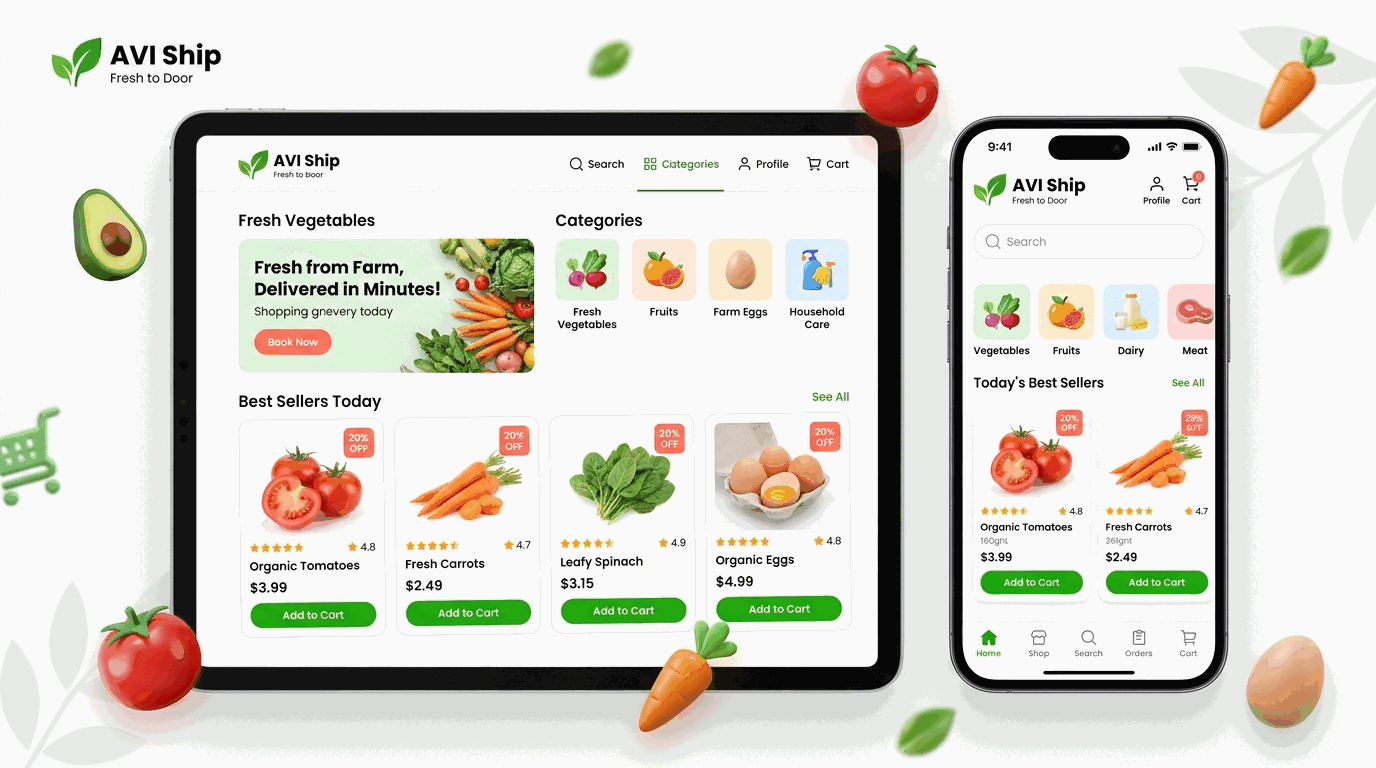 AVI Ship
Fresh to Door
AVI Ship
Fresh to Door
Search
Categories
Profile
Cart
Fresh Vegetables
Fresh from Farm,
Delivered in Minutes!
Shopping gnevery today
Book Now
Categories
Fresh
Vegetables
Fruits
Farm Eggs
Household
Care
Best Sellers Today
See All
20%
OFF
4.8
Organic Tomatoes
$3.99
Add to Cart
20%
OFF
4.7
Fresh Carrots
$2.49
Add to Cart
20%
OFF
4.9
Leafy Spinach
$3.15
Add to Cart
20%
OFF
4.8
Organic Eggs
$4.99
Add to Cart
9:41
AVI Ship
Fresh to Door
Profile
0
Cart
Search
Vegetables
Fruits
Dairy
Meat
Today's Best Sellers
See All
20%
OFF
4.8
Organic Tomatoes
160gnt
$3.99
Add to Cart
29%
4.7
Fresh Carrots
$2.49
Add to Cart
Home
Shop
Search
Orders
Cart